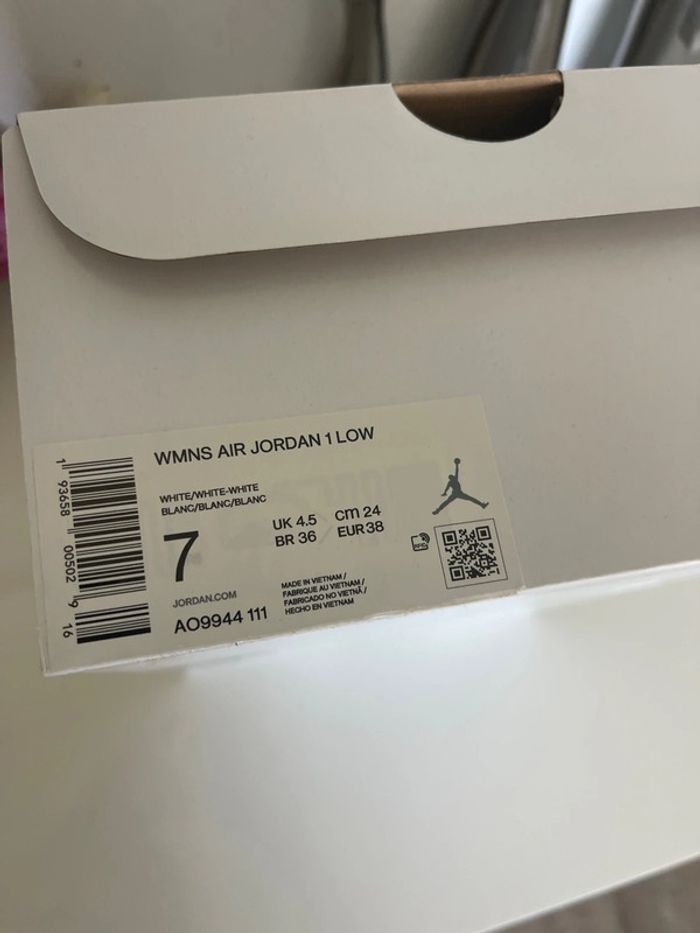 WMNS AIR JORDAN 1 LOW
WHITE/WHITE-WHITE
BLANC/BLANC/BLANC
7
UK 4.5 cm 24
BR 36 EUR 38
JORDAN.COM
AO9944 111
MADE IN VIETNAM /
FABRIQUE AU VIETNAM /
FABRICADO NO VIETNÃ /
HECHO EN VIETNAM
RFID
1 93658 00502 9 16